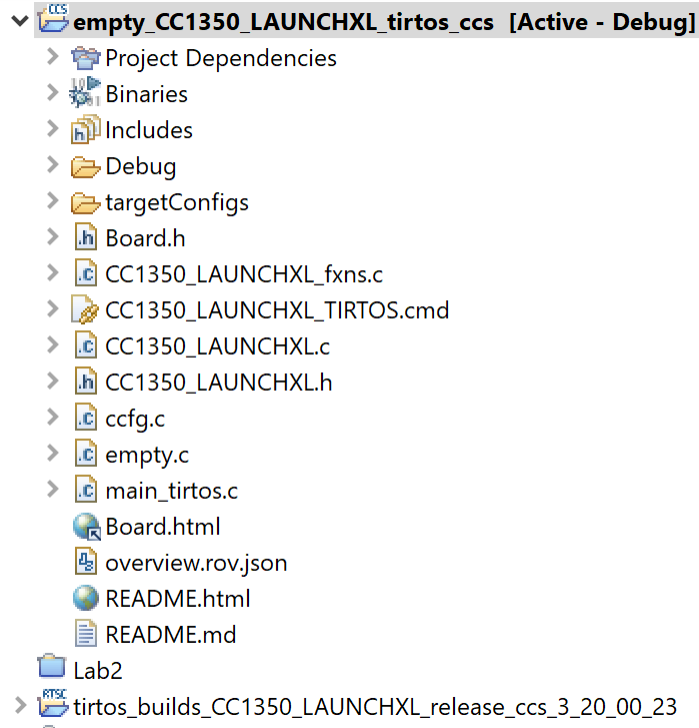 empty_CC1350_LAUNCHXL_tirtos_ccs [Active - Debug]
Project Dependencies
Binaries
Includes
Debug
targetConfigs
Board.h
CC1350_LAUNCHXL_fxns.c
CC1350_LAUNCHXL_TIRTOS.cmd
CC1350_LAUNCHXL.c
CC1350_LAUNCHXL.h
ccfg.c
empty.c
main_tirtos.c
Board.html
overview.rov.json
README.html
README.md
Lab2
tirtos_builds_CC1350_LAUNCHXL_release_ccs_3_20_00_23